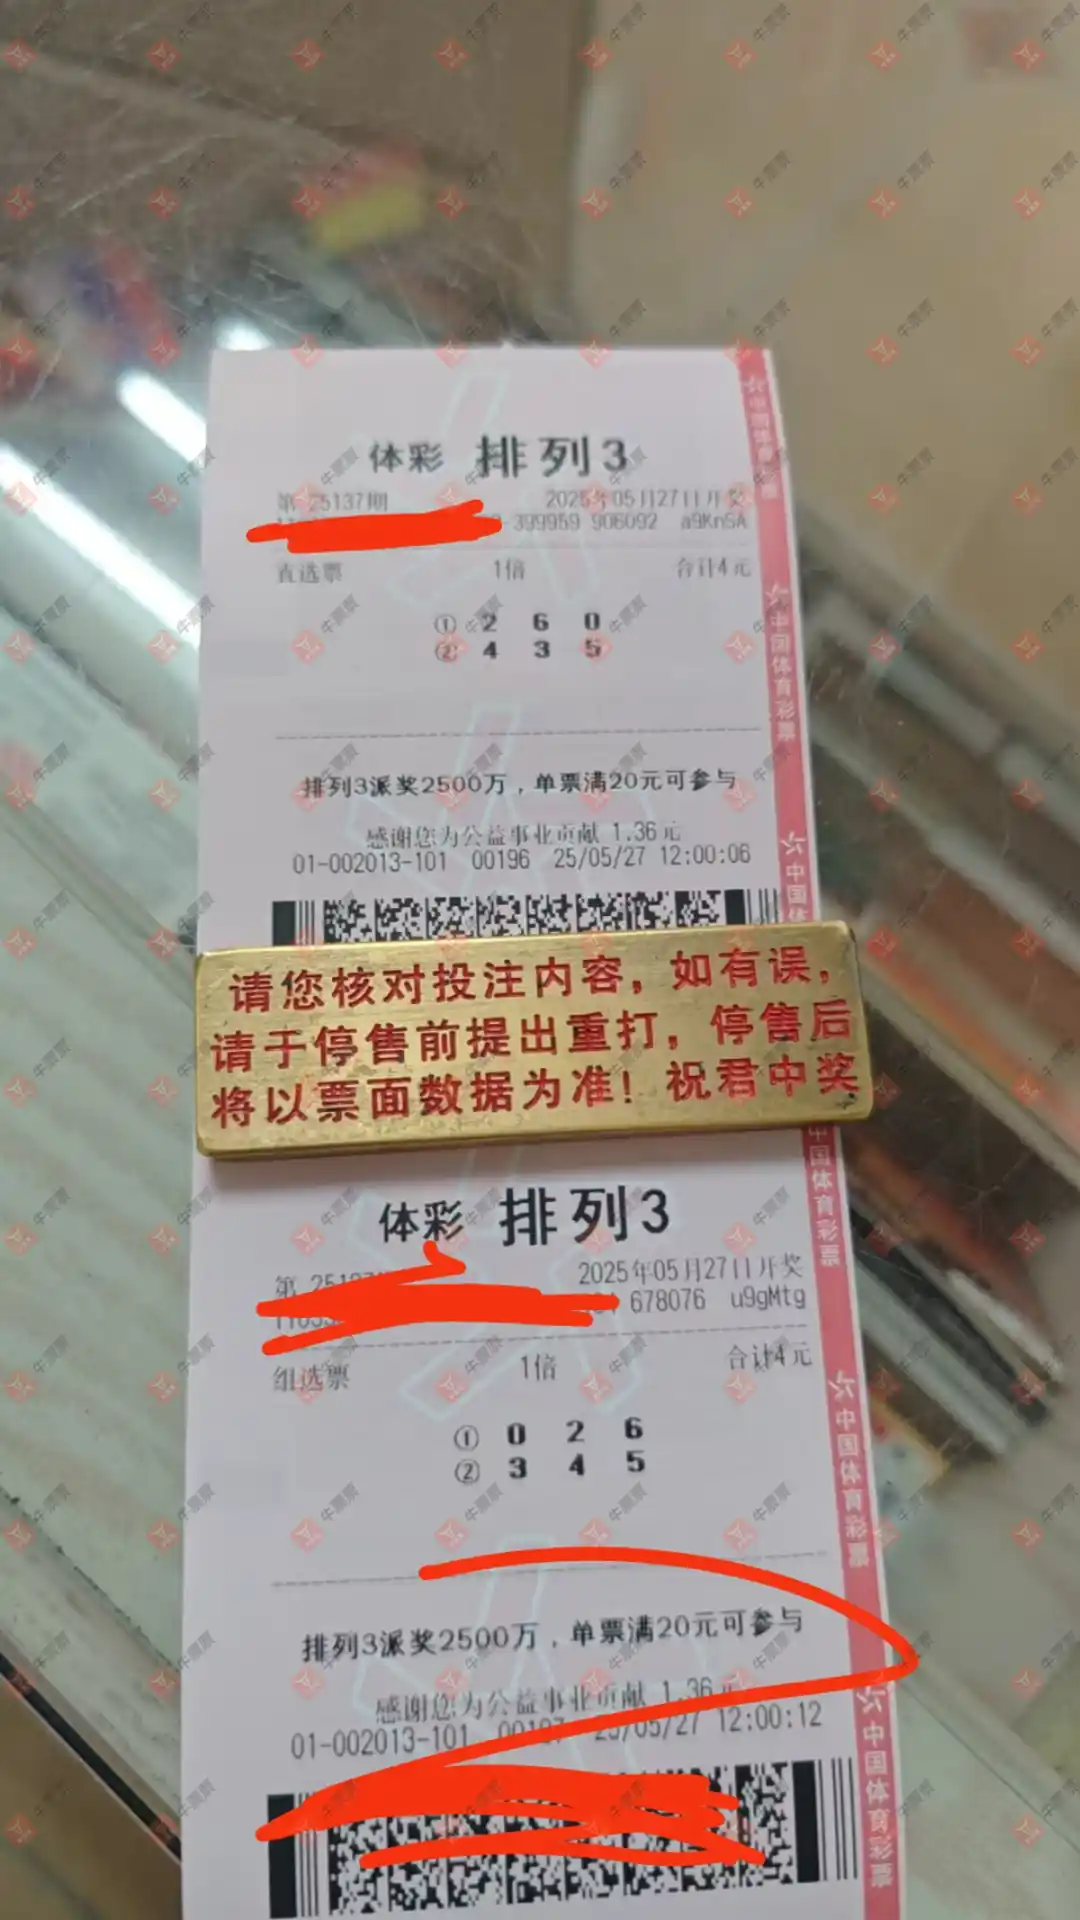 体彩 排列3
第 25137期 2025年05月27日开奖
399959 906092 a9KnSA
直选票 1倍 合计4元
① 2 6 0
② 4 3 5
排列3派奖2500万，单票满20元可参与
感谢您为公益事业贡献 1.36元
01-002013-101 00196 25/05/27 12:00:06
请您核对投注内容，如有误，
请于停售前提出重打，停售后
将以票面数据为准！祝君中奖
体彩 排列3
第 2025年05月27日开奖
678076 u9gMtg
组选票 1倍 合计4元
① 0 2 6
② 3 4 5
排列3派奖2500万，单票满20元可参与
感谢您为公益事业贡献 1.36元
01-002013-101 25/05/27 12:00:12
中国体育彩票
牛票票